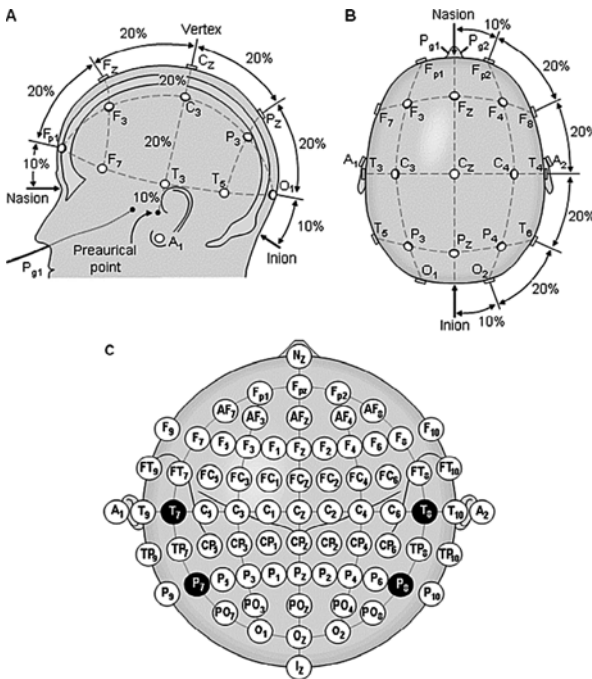 A
Vertex
20%
20%
Cz
Fz
20%
20%
20%
Pz
F3
C3
P3
Fp1
20%
F7
T3
T5
O1
10%
10%
10%
Nasion
Preaurical
point
A1
Inion
Pg1
B
Nasion
10%
Pg1 Pg2
Fp1 Fp2
20%
F7 F3 Fz F4 F8
20%
A1 T3 C3 Cz C4 T4 A2
20%
T5 P3 Pz P4 T6
O1 O2
20%
Inion
10%
C
Nz
Fp1 Fpz Fp2
AF7 AF3 AFz AF4 AF8
F9 F7 F5 F3 F1 Fz F2 F4 F6 F8 F10
FT9 FT7 FC5 FC3 FC1 FCz FC2 FC4 FC6 FT8 FT10
A1 T9 T7 C5 C3 C1 Cz C2 C4 C6 T8 T10 A2
TP9 TP7 CP5 CP3 CP1 CPz CP2 CP4 CP6 TP8 TP10
P9 P7 P5 P3 P1 Pz P2 P4 P6 P8 P10
PO7 PO3 POz PO4 PO8
O1 Oz O2
Iz